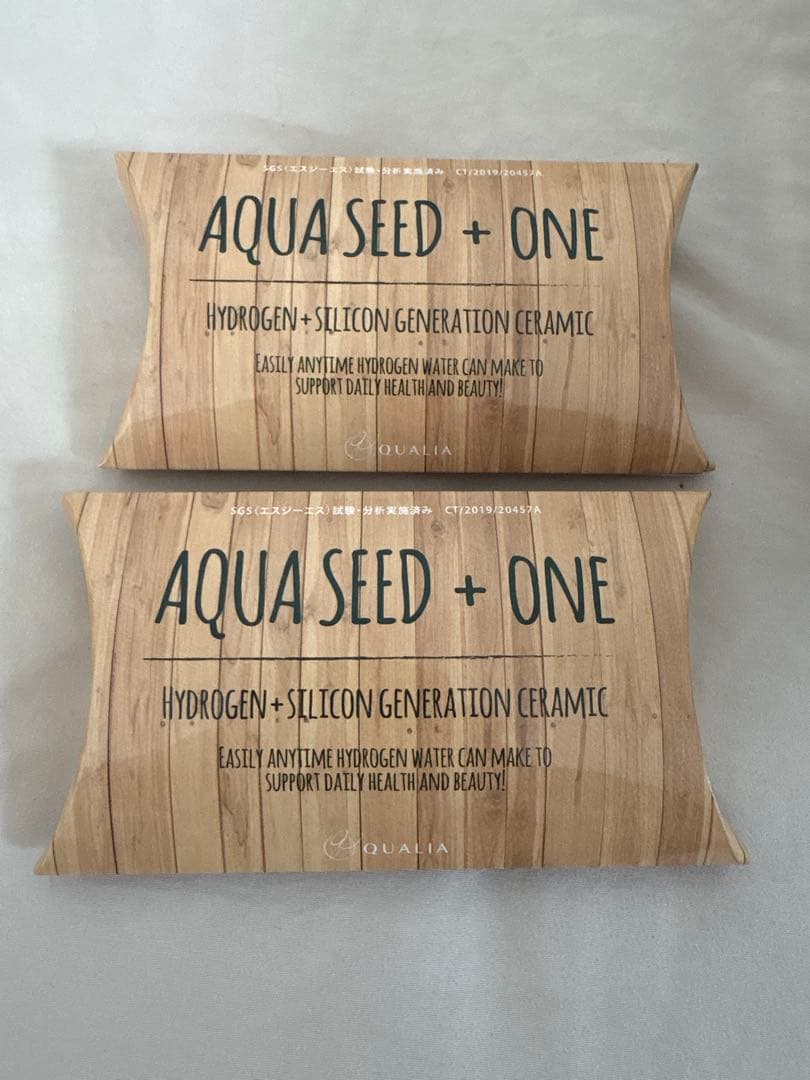 SGS(エスジーエス)試験・分析実施済み CT/2019/20457A
AQUA SEED + ONE
HYDROGEN+SILICON GENERATION CERAMIC
EASILY ANYTIME HYDROGEN WATER CAN MAKE TO
SUPPORT DAILY HEALTH AND BEAUTY!
QUALIA
SGS(エスジーエス)試験・分析実施済み CT/2019/20457A
AQUA SEED + ONE
HYDROGEN+SILICON GENERATION CERAMIC
EASILY ANYTIME HYDROGEN WATER CAN MAKE TO
SUPPORT DAILY HEALTH AND BEAUTY!
QUALIA